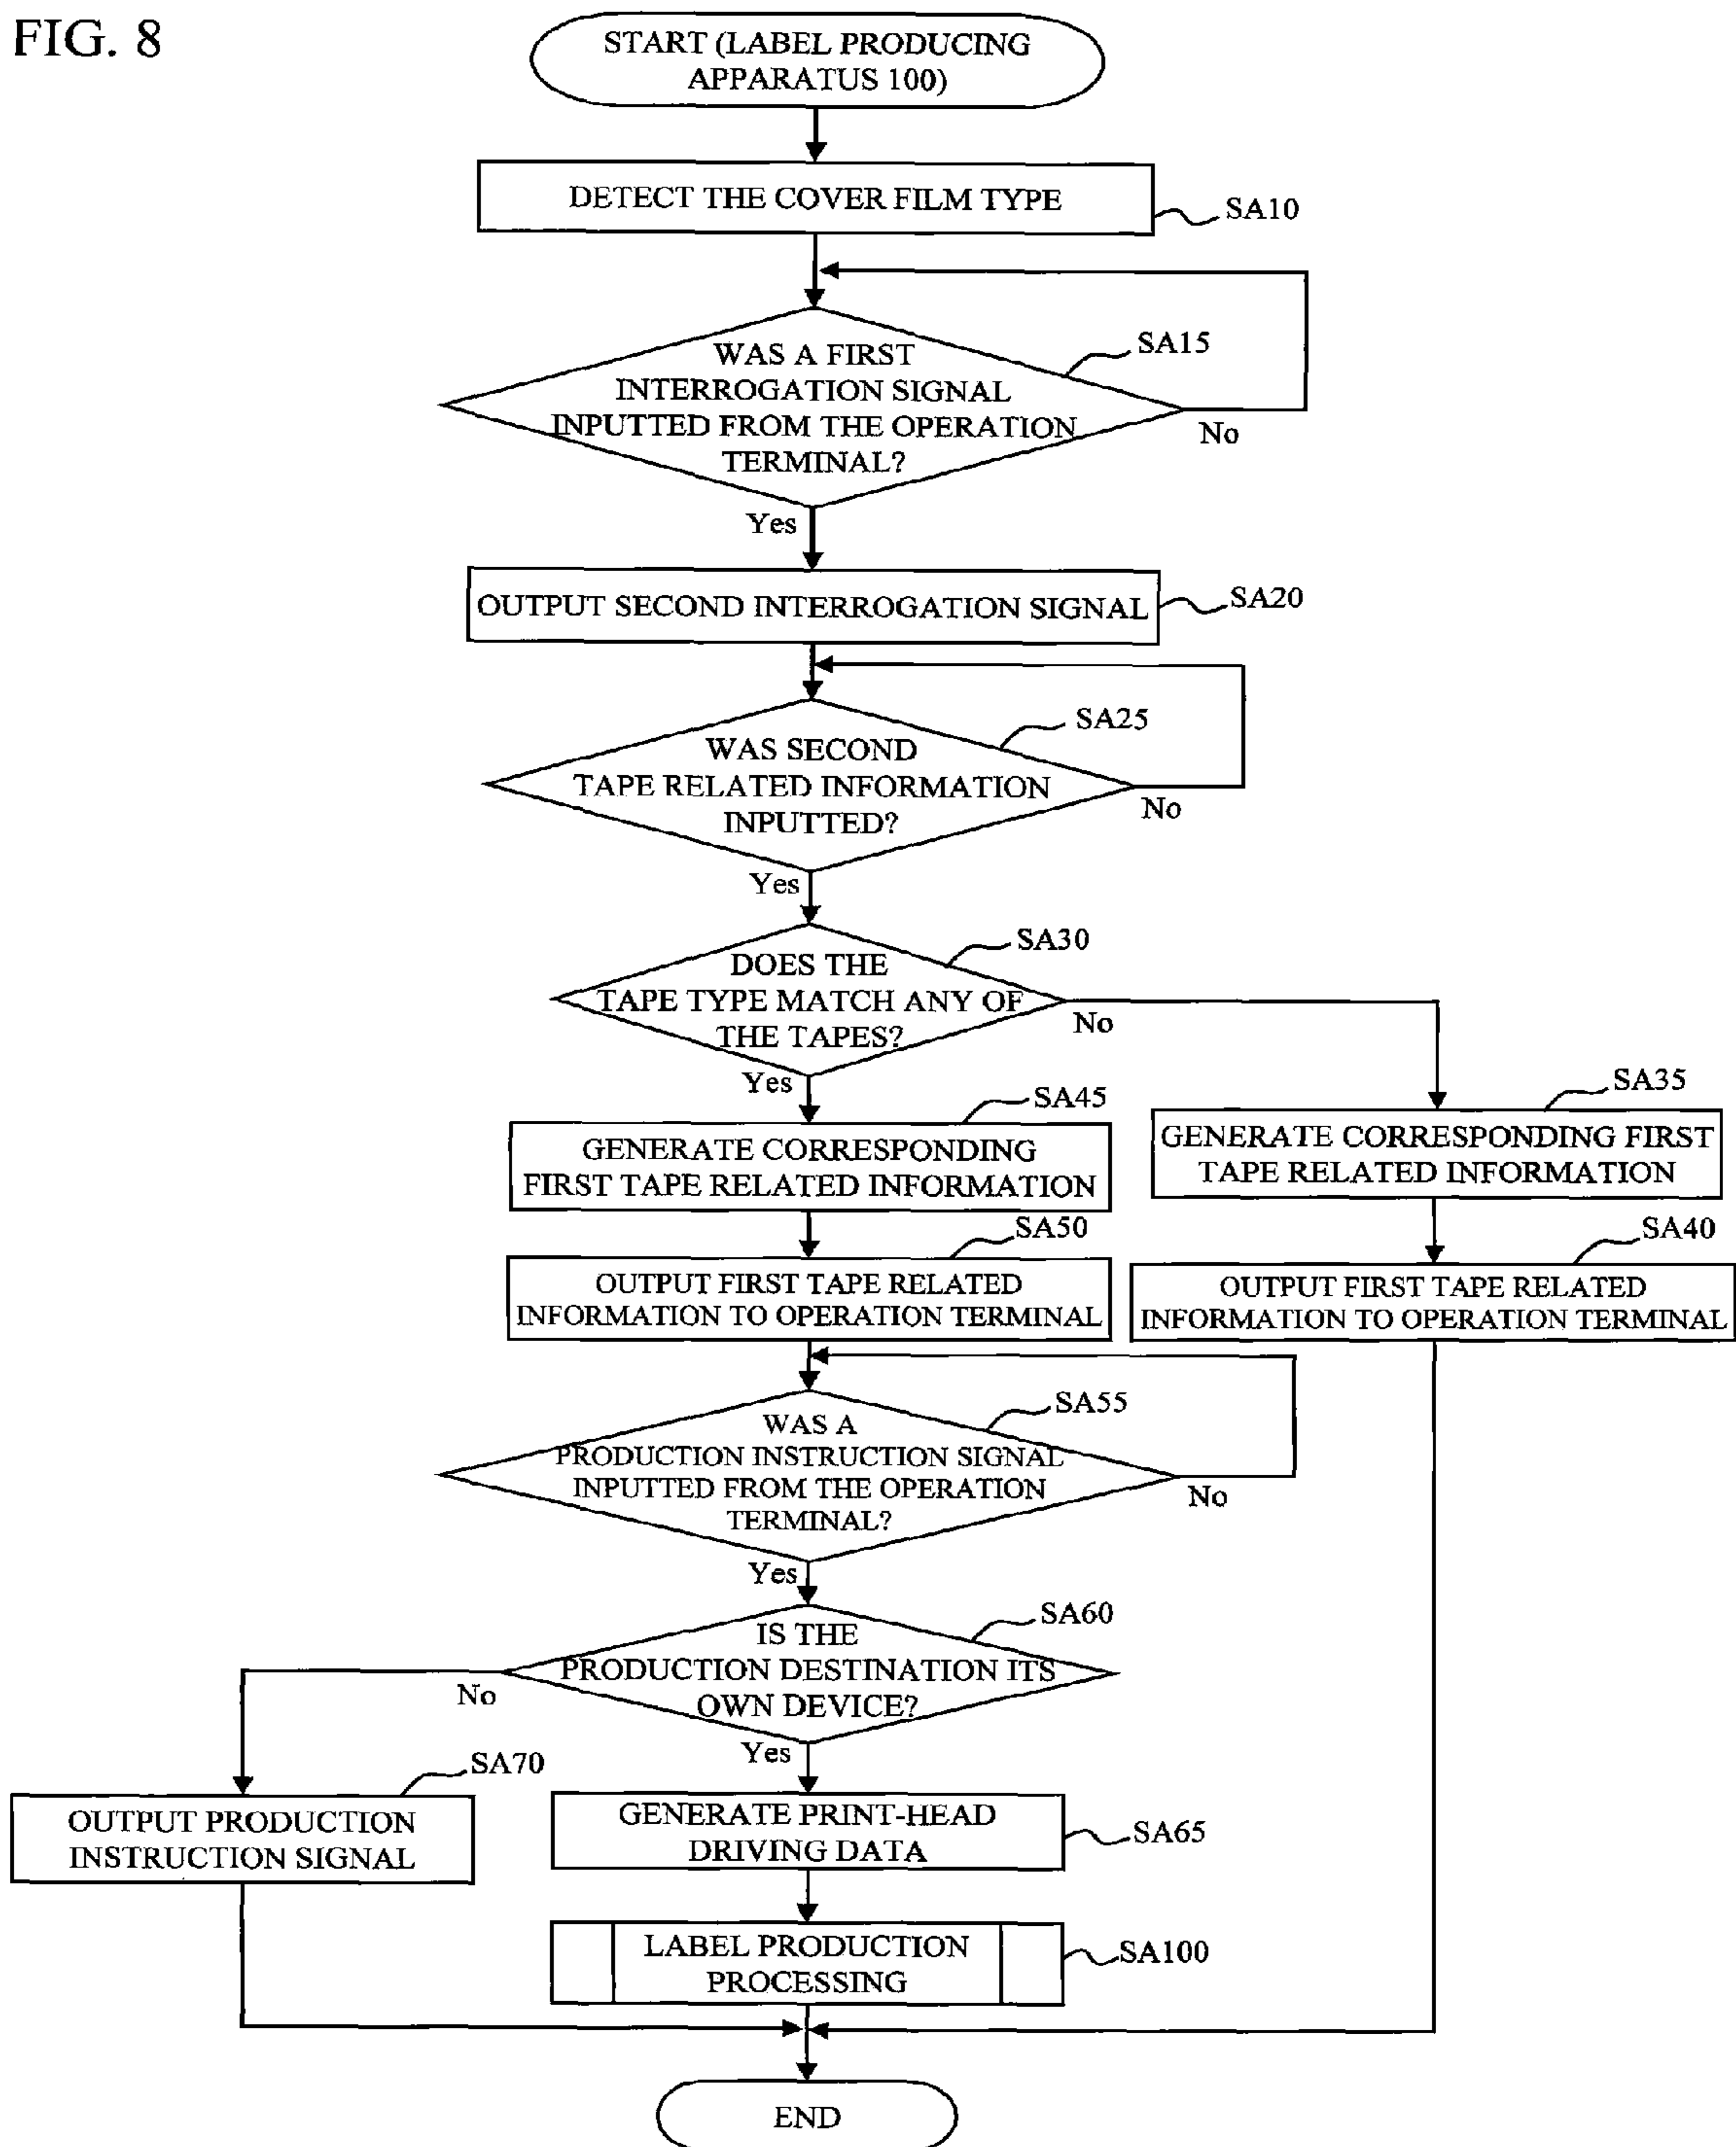 FIG. 8
START (LABEL PRODUCING
APPARATUS 100)
DETECT THE COVER FILM TYPE
SA10
WAS A FIRST
INTERROGATION SIGNAL
INPUTTED FROM THE OPERATION
TERMINAL?
SA15
No
Yes
OUTPUT SECOND INTERROGATION SIGNAL
SA20
WAS SECOND
TAPE RELATED INFORMATION
INPUTTED?
SA25
No
Yes
DOES THE
TAPE TYPE MATCH ANY OF
THE TAPES?
SA30
No
Yes
SA45
GENERATE CORRESPONDING
FIRST TAPE RELATED INFORMATION
SA35
GENERATE CORRESPONDING FIRST
TAPE RELATED INFORMATION
SA50
OUTPUT FIRST TAPE RELATED
INFORMATION TO OPERATION TERMINAL
SA40
OUTPUT FIRST TAPE RELATED
INFORMATION TO OPERATION TERMINAL
WAS A
PRODUCTION INSTRUCTION SIGNAL
INPUTTED FROM THE OPERATION
TERMINAL?
SA55
No
Yes
IS THE
PRODUCTION DESTINATION ITS
OWN DEVICE?
SA60
No
Yes
SA70
OUTPUT PRODUCTION
INSTRUCTION SIGNAL
GENERATE PRINT-HEAD
DRIVING DATA
SA65
LABEL PRODUCTION
PROCESSING
SA100
END